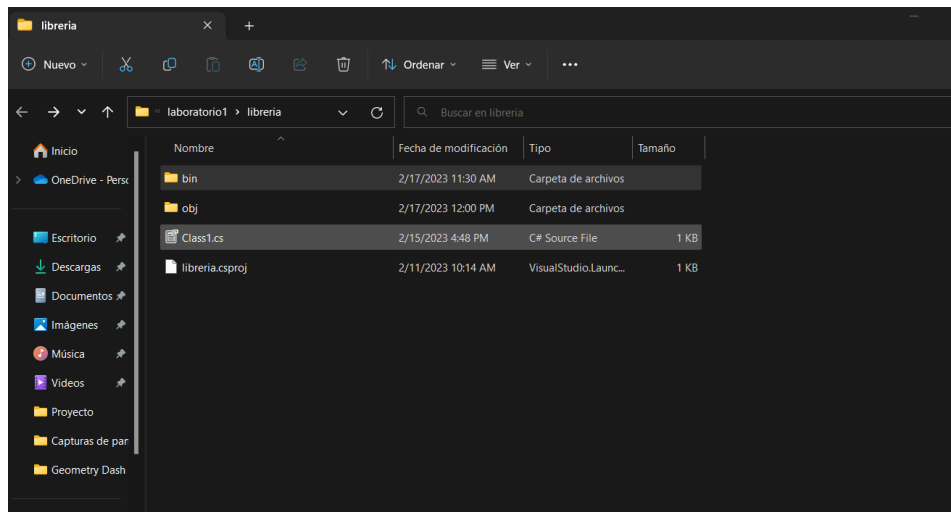 libreria
Nuevo
Ordenar
Ver
laboratorio1 > libreria
Buscar en libreria
Inicio
OneDrive - Persc
Escritorio
Descargas
Documentos
Imágenes
Música
Videos
Proyecto
Capturas de par
Geometry Dash
Nombre Fecha de modificación Tipo Tamaño
bin 2/17/2023 11:30 AM Carpeta de archivos
obj 2/17/2023 12:00 PM Carpeta de archivos
Class1.cs 2/15/2023 4:48 PM C# Source File 1 KB
libreria.csproj 2/11/2023 10:14 AM VisualStudio.Launc... 1 KB